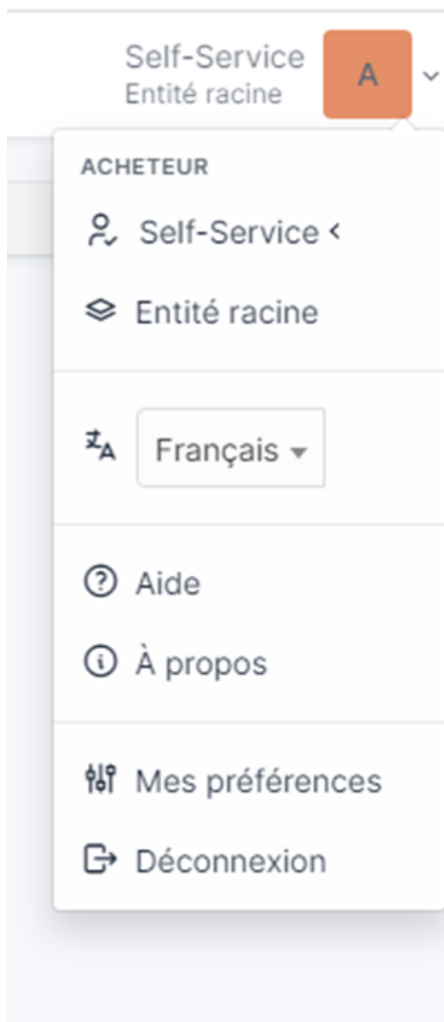 Self-Service
Entité racine
A
ACHETEUR
Self-Service
Entité racine
Français
Aide
À propos
Mes préférences
Déconnexion